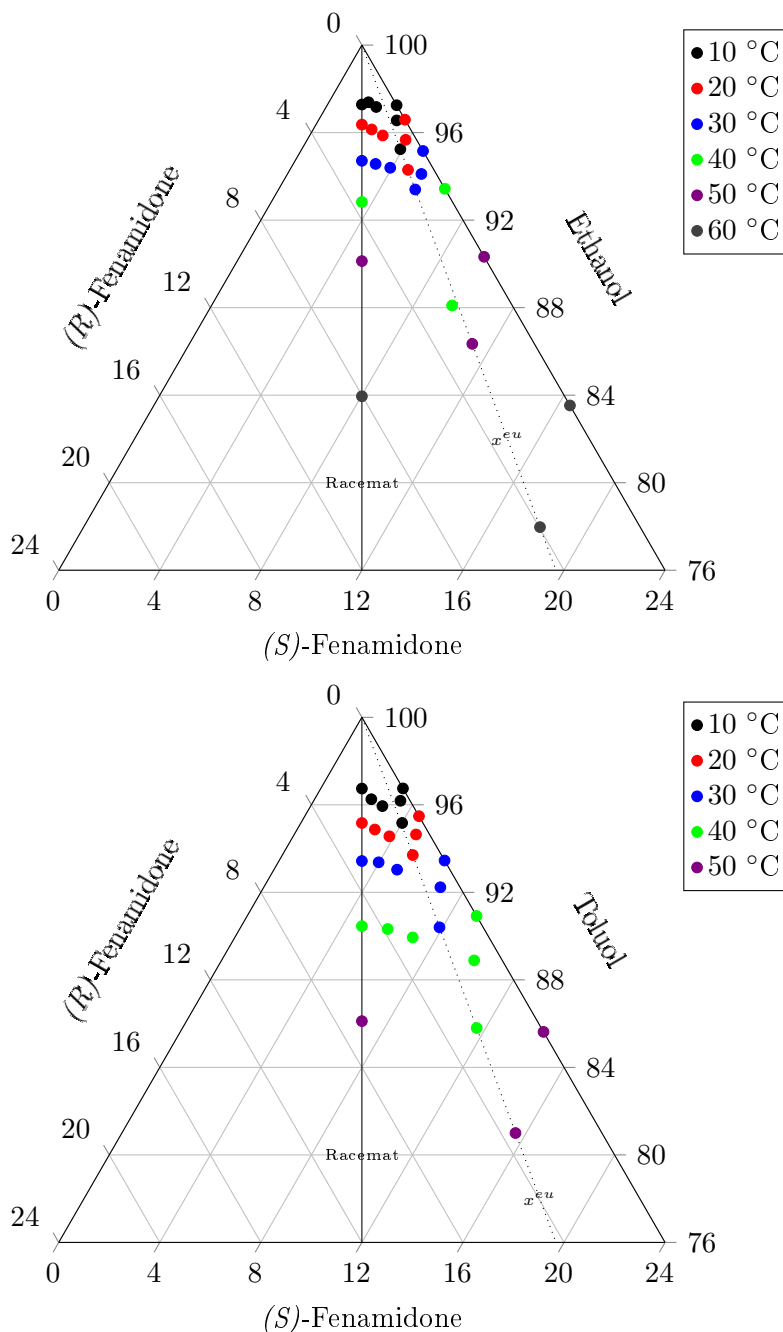 0
100
4
96
8
92
12
88
16
84
20
80
24
76
0 4 8 12 16 20 24
(R)-Fenamidone
Ethanol
x^eu
Racemat
(S)-Fenamidone
10 °C
20 °C
30 °C
40 °C
50 °C
60 °C
0
100
4
96
8
92
12
88
16
84
20
80
24
76
0 4 8 12 16 20 24
(R)-Fenamidone
Toluol
Racemat
x^eu
(S)-Fenamidone
10 °C
20 °C
30 °C
40 °C
50 °C